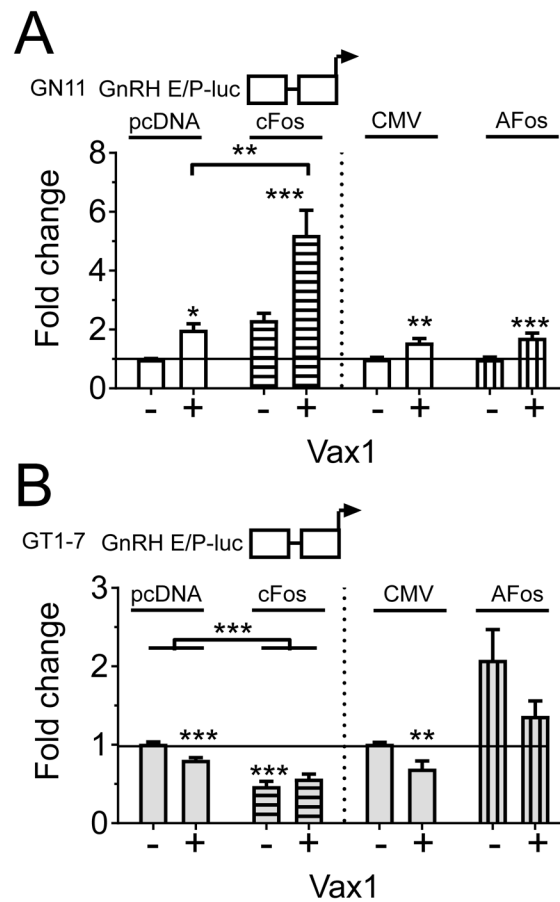 A
GN11 GnRH E/P-luc
pcDNA cFos CMV AFos
**
***
*
**
***
Fold change
8
6
4
2
0
- + - + - + - +
Vax1
B
GT1-7 GnRH E/P-luc
pcDNA cFos CMV AFos
***
***
***
**
Fold change
3
2
1
0
- + - + - + - +
Vax1